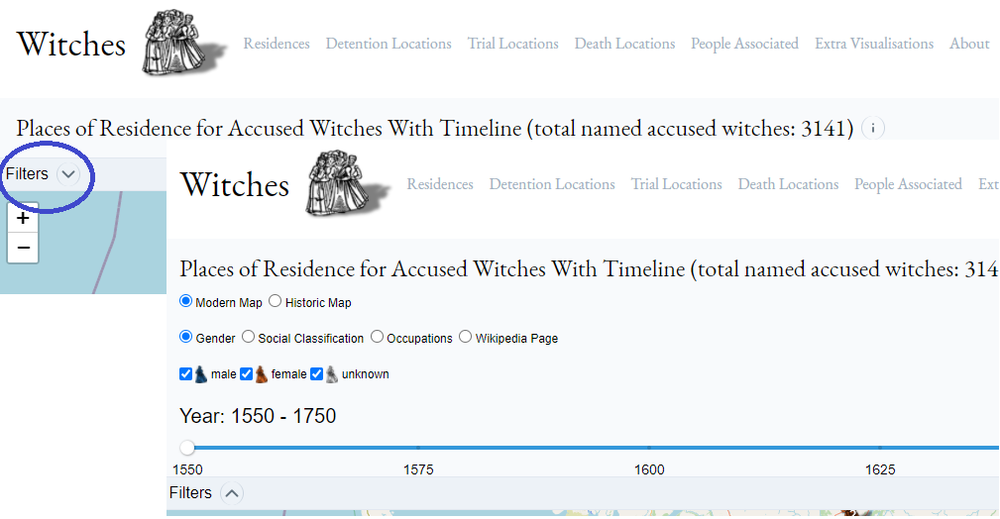 Witches
Residences Detention Locations Trial Locations Death Locations People Associated Extra Visualisations About
Places of Residence for Accused Witches With Timeline (total named accused witches: 3141) i
Filters
+
−
Witches
Residences Detention Locations Trial Locations Death Locations People Associated Ext
Places of Residence for Accused Witches With Timeline (total named accused witches: 314
Modern Map Historic Map
Gender Social Classification Occupations Wikipedia Page
male female unknown
Year: 1550 - 1750
1550 1575 1600 1625
Filters